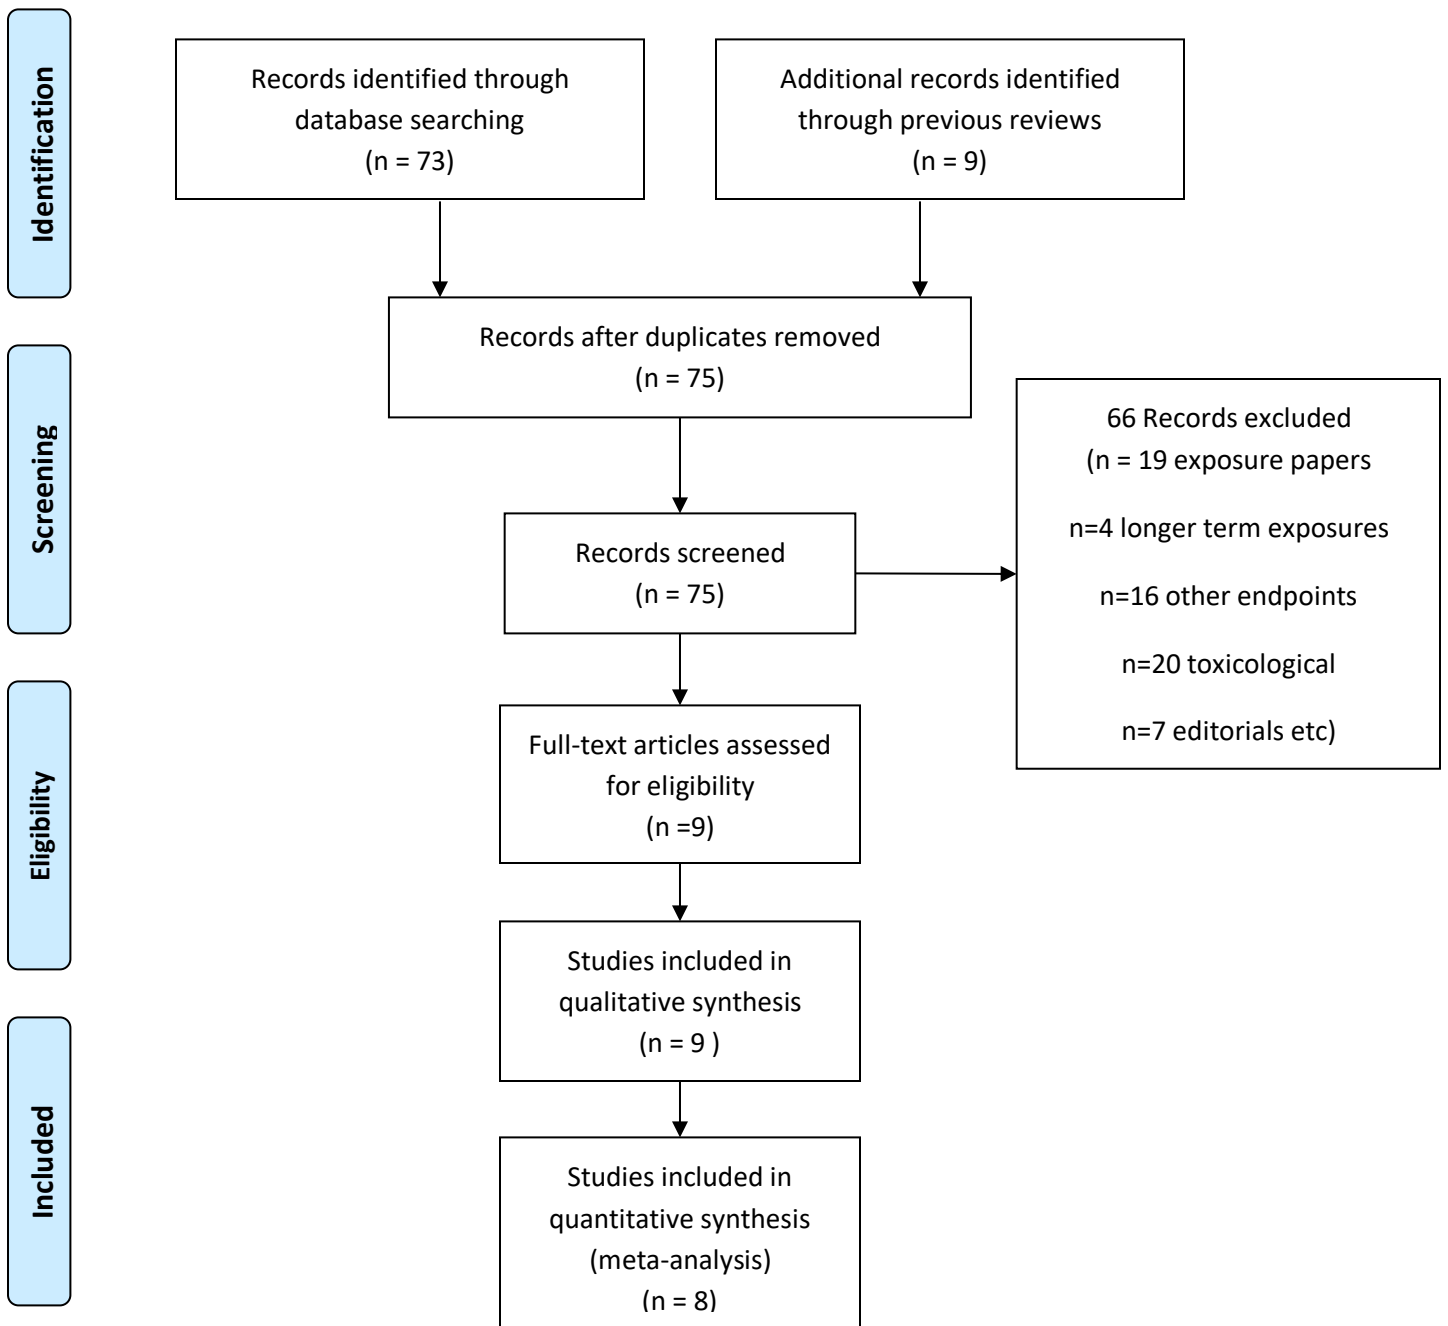 Identification
Records identified through
database searching
(n = 73)
Additional records identified
through previous reviews
(n = 9)
Records after duplicates removed
(n = 75)
Screening
Records screened
(n = 75)
66 Records excluded
(n = 19 exposure papers
n=4 longer term exposures
n=16 other endpoints
n=20 toxicological
n=7 editorials etc)
Eligibility
Full-text articles assessed
for eligibility
(n =9)
Studies included in
qualitative synthesis
(n = 9 )
Included
Studies included in
quantitative synthesis
(meta-analysis)
(n = 8)